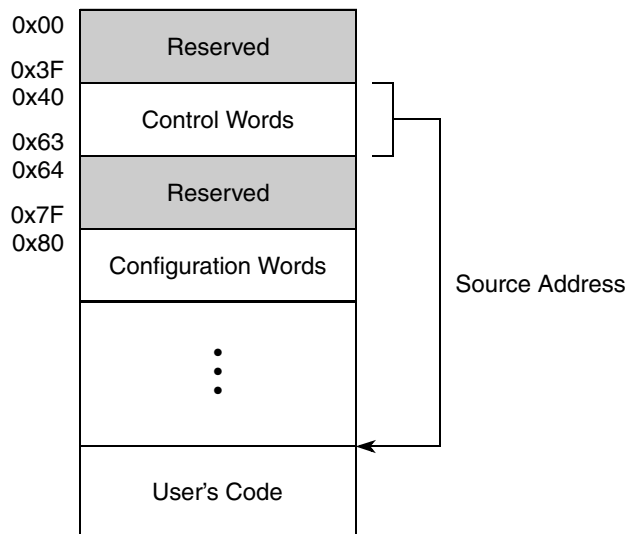 0x00
Reserved
0x3F
0x40
Control Words
0x63
0x64
Reserved
0x7F
0x80
Configuration Words
Source Address
User's Code